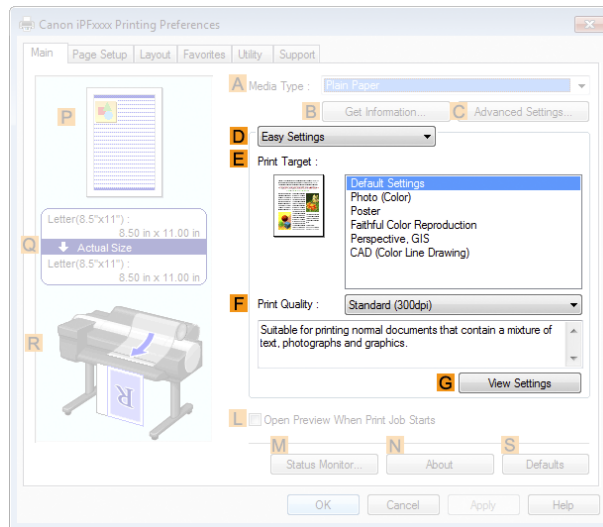 Canon iPFxxxx Printing Preferences
Main Page Setup Layout Favorites Utility Support
A Media Type : Plain Paper
B Get Information... C Advanced Settings...
P
D Easy Settings
E Print Target :
Default Settings
Photo (Color)
Poster
Faithful Color Reproduction
Perspective, GIS
CAD (Color Line Drawing)
Letter(8.5"x11") :
8.50 in x 11.00 in
Q Actual Size
Letter(8.5"x11") :
8.50 in x 11.00 in
F Print Quality : Standard (300dpi)
Suitable for printing normal documents that contain a mixture of
text, photographs and graphics.
R
R
G View Settings
L Open Preview When Print Job Starts
M N S
Status Monitor... About Defaults
OK Cancel Apply Help